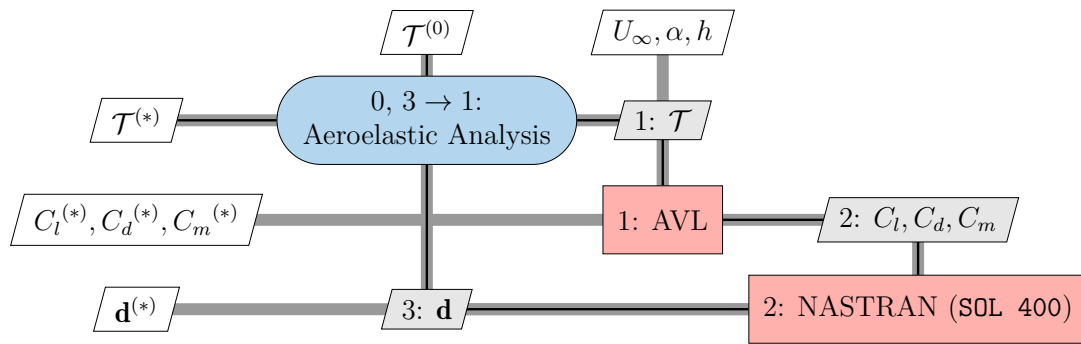 𝒯^(0)
U_∞, α, h
𝒯^(*)
0, 3 → 1:
Aeroelastic Analysis
1: 𝒯
C_l^(*), C_d^(*), C_m^(*)
1: AVL
2: C_l, C_d, C_m
𝐝^(*)
3: 𝐝
2: NASTRAN (SOL 400)